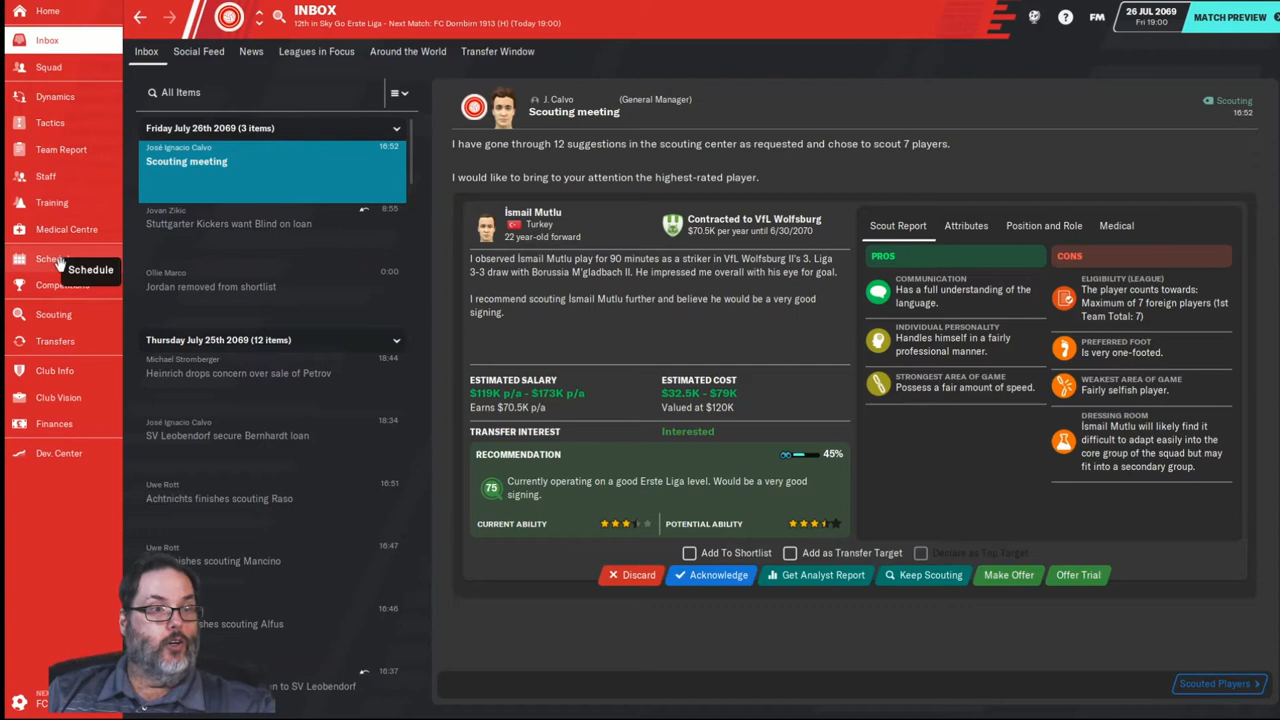 Home
Inbox
Squad
Dynamics
Tactics
Team Report
Staff
Training
Medical Centre
Schedule
Scouting
Transfers
Club Info
Club Vision
Finances
Dev. Center
FC
INBOX
12th in Sky Go Erste Liga - Next Match: FC Dornbirn 1913 (H) (Today 19:00)
FM
26 JUL 2069
Fri 19:00
MATCH PREVIEW
Inbox
Social Feed
News
Leagues in Focus
Around the World
Transfer Window
All Items
Friday July 26th 2069 (3 items)
José Ignacio Calvo
16:52
Scouting meeting
Jovan Zikic
8:55
Stuttgarter Kickers want Blind on loan
Ollie Marco
0:00
Jordan removed from shortlist
Thursday July 25th 2069 (12 items)
Michael Stromberger
18:44
Heinrich drops concern over sale of Petrov
José Ignacio Calvo
18:34
SV Leobendorf secure Bernhardt loan
Uwe Rott
16:51
Achtnichts finishes scouting Raso
Uwe Rott
16:47
finishes scouting Mancino
16:46
scouting Alfus
16:37
on to SV Leobendorf
J. Calvo
(General Manager)
Scouting meeting
Scouting
16:52
I have gone through 12 suggestions in the scouting center as requested and chose to scout 7 players.
I would like to bring to your attention the highest-rated player.
İsmail Mutlu
Turkey
22 year-old forward
Contracted to VfL Wolfsburg
$70.5K per year until 6/30/2070
I observed İsmail Mutlu play for 90 minutes as a striker in VfL Wolfsburg II's 3. Liga
3-3 draw with Borussia M'gladbach II. He impressed me overall with his eye for goal.
I recommend scouting İsmail Mutlu further and believe he would be a very good
signing.
ESTIMATED SALARY
$119K p/a - $173K p/a
Earns $70.5K p/a
ESTIMATED COST
$32.5K - $79K
Valued at $120K
TRANSFER INTEREST
Interested
RECOMMENDATION
45%
75
Currently operating on a good Erste Liga level. Would be a very good
signing.
CURRENT ABILITY
POTENTIAL ABILITY
Scout Report
Attributes
Position and Role
Medical
PROS
COMMUNICATION
Has a full understanding of the
language.
INDIVIDUAL PERSONALITY
Handles himself in a fairly
professional manner.
STRONGEST AREA OF GAME
Possess a fair amount of speed.
CONS
ELIGIBILITY (LEAGUE)
The player counts towards:
Maximum of 7 foreign players (1st
Team Total: 7)
PREFERRED FOOT
Is very one-footed.
WEAKEST AREA OF GAME
Fairly selfish player.
DRESSING ROOM
İsmail Mutlu will likely find it
difficult to adapt easily into the
core group of the squad but may
fit into a secondary group.
Add To Shortlist
Add as Transfer Target
Declare as Top Target
Discard
Acknowledge
Get Analyst Report
Keep Scouting
Make Offer
Offer Trial
Scouted Players